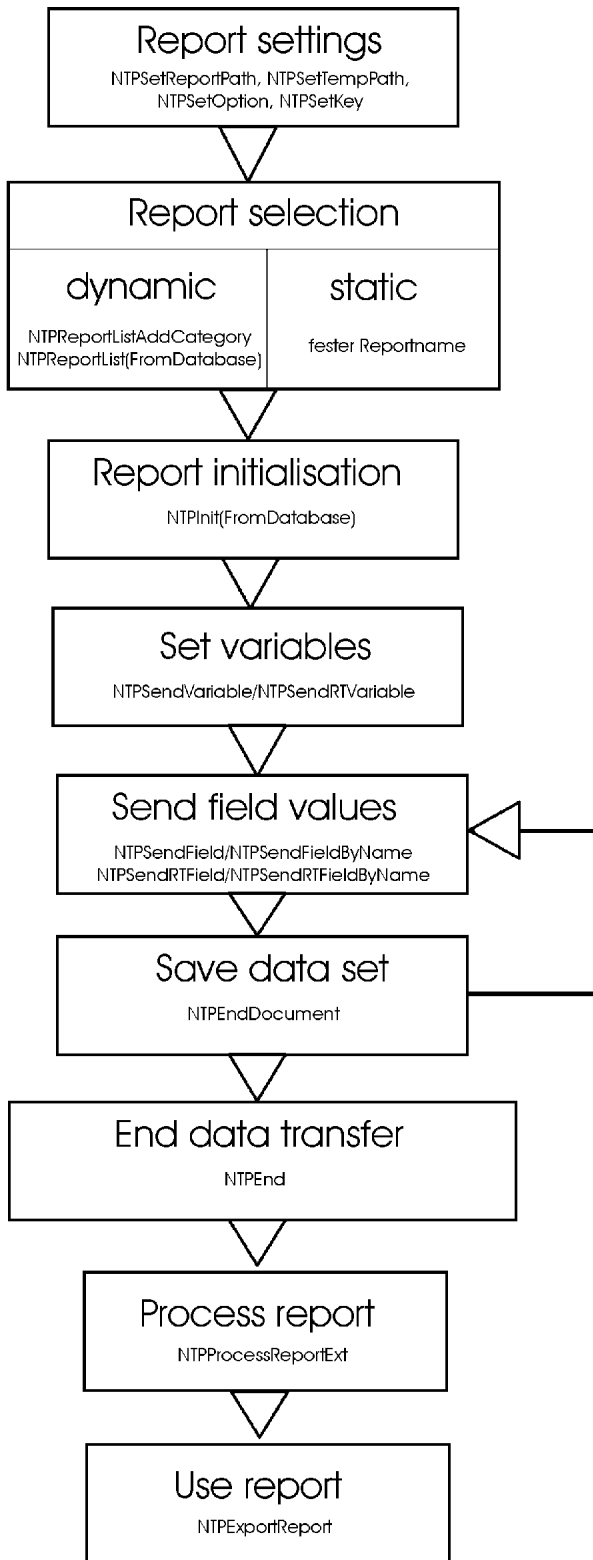 Report settings
NTPSetReportPath, NTPSetTempPath,
NTPSetOption, NTPSetKey
Report selection
dynamic
NTPReportListAddCategory
NTPReportList(FromDatabase)
static
fester Reportname
Report initialisation
NTPInit(FromDatabase)
Set variables
NTPSendVariable/NTPSendRTVariable
Send field values
NTPSendField/NTPSendFieldByName
NTPSendRTField/NTPSendRTFieldByName
Save data set
NTPEndDocument
End data transfer
NTPEnd
Process report
NTPProcessReportExt
Use report
NTPExportReport